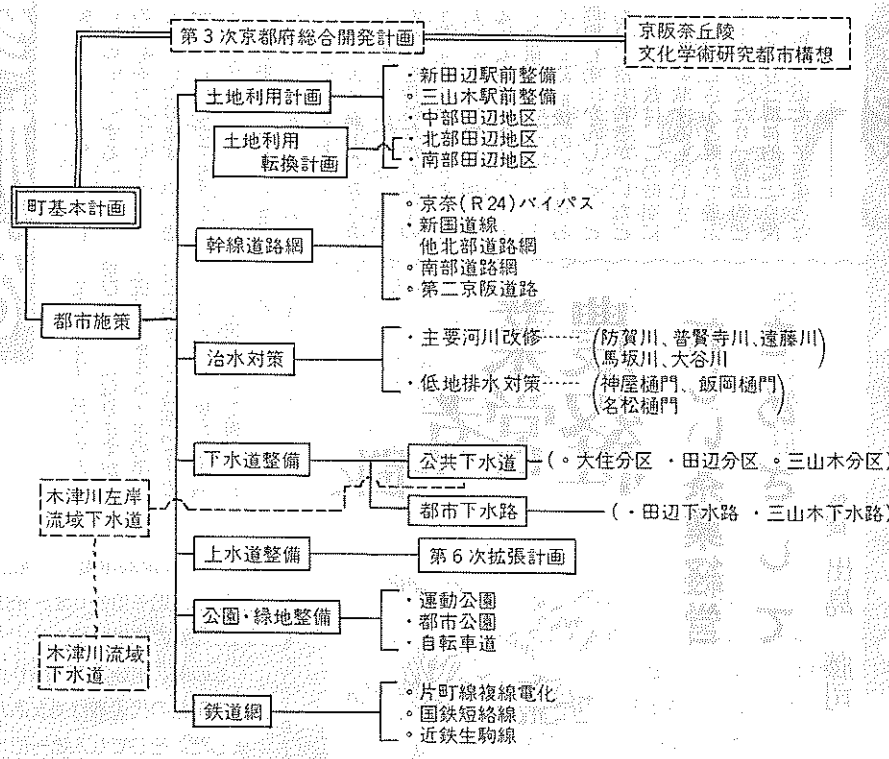 第3次京都府総合開発計画
京阪奈丘陵
文化学術研究都市構想
土地利用計画
・新田辺駅前整備
。三山木駅前整備
・中部田辺地区
・北部田辺地区
・南部田辺地区
土地利用
転換計画
町基本計画
幹線道路網
。京奈(R24)バイパス
・新国道線
他北部道路網
。南部道路網
。第二京阪道路
都市施策
治水対策
・主要河川改修……(防賀川、普賢寺川、遠藤川
馬坂川、大谷川)
・低地排水対策……(神屋樋門、飯岡樋門
名松樋門)
下水道整備
公共下水道
(。大住分区 ・田辺分区 。三山木分区)
木津川左岸
流域下水道
都市下水路
(・田辺下水路 ・三山木下水路)
上水道整備
第6次拡張計画
公園・緑地整備
・運動公園
・都市公園
・自転車道
木津川流域
下水道
鉄道網
。片町線複線電化
。国鉄短絡線
。近鉄生駒線